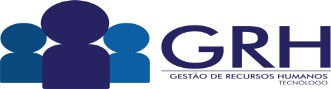 GRH
GESTÃO DE RECURSOS HUMANOS
TECNÓLOGO